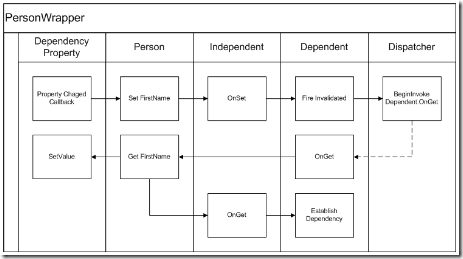 PersonWrapper
Dependency
Property
Person
Independent
Dependent
Dispatcher
Property Chaged
Callback
Set FirstName
OnSet
Fire Invalidated
BeginInvoke
Dependent OnGet
SetValue
Get FirstName
OnGet
OnGet
Establish
Dependency